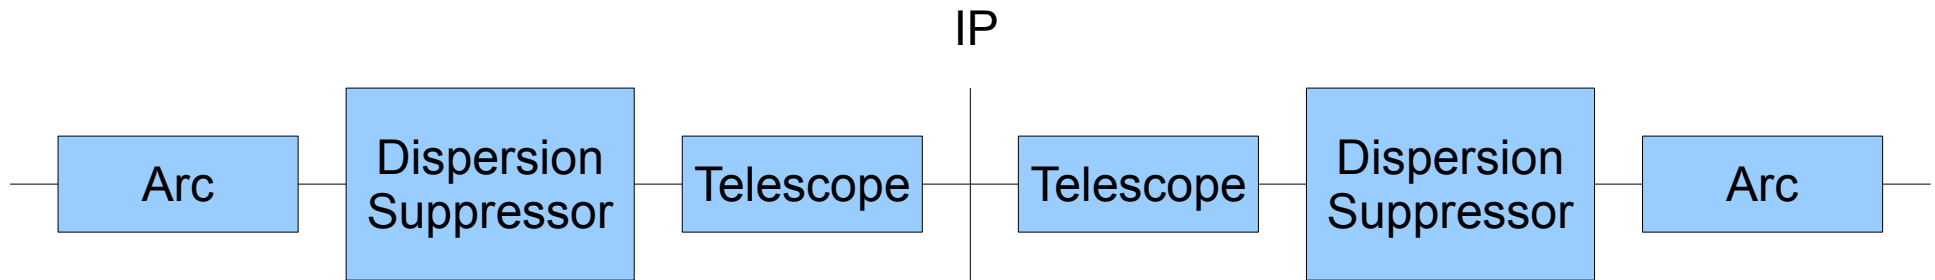 IP
Arc
Dispersion
Suppressor
Telescope
Telescope
Dispersion
Suppressor
Arc